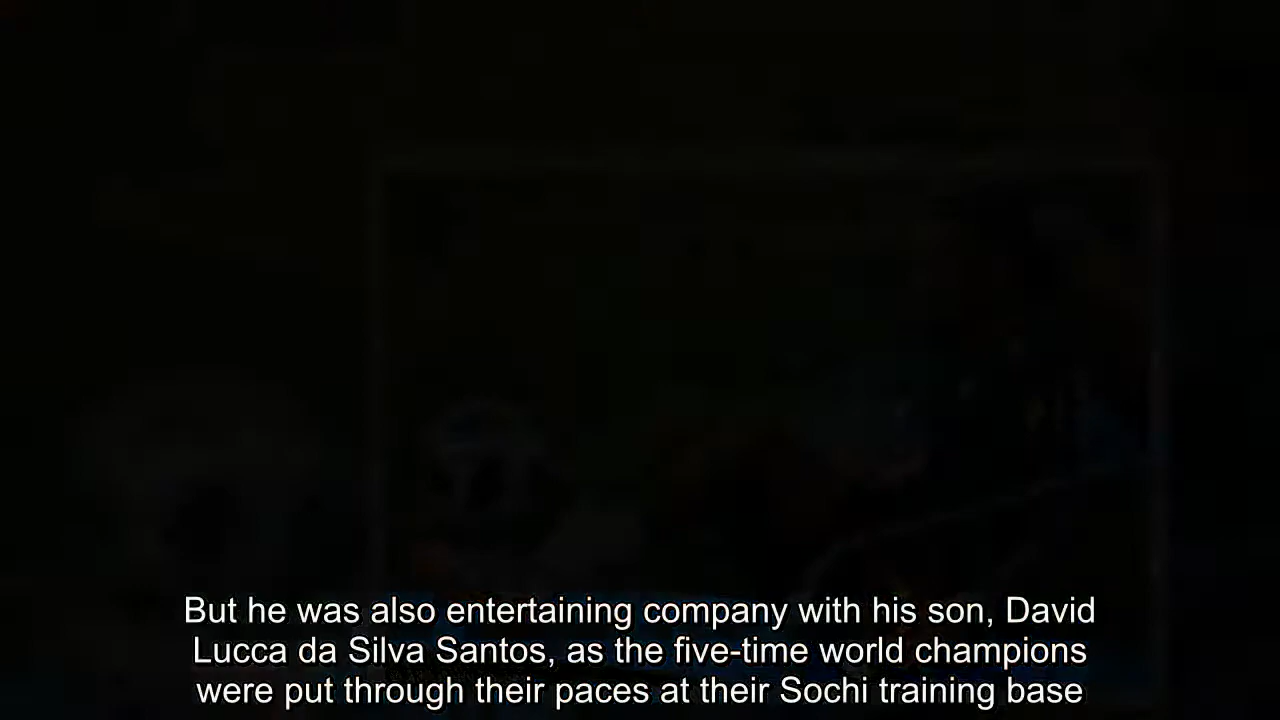 But he was also entertaining company with his son, David
Lucca da Silva Santos, as the five-time world champions
were put through their paces at their Sochi training base